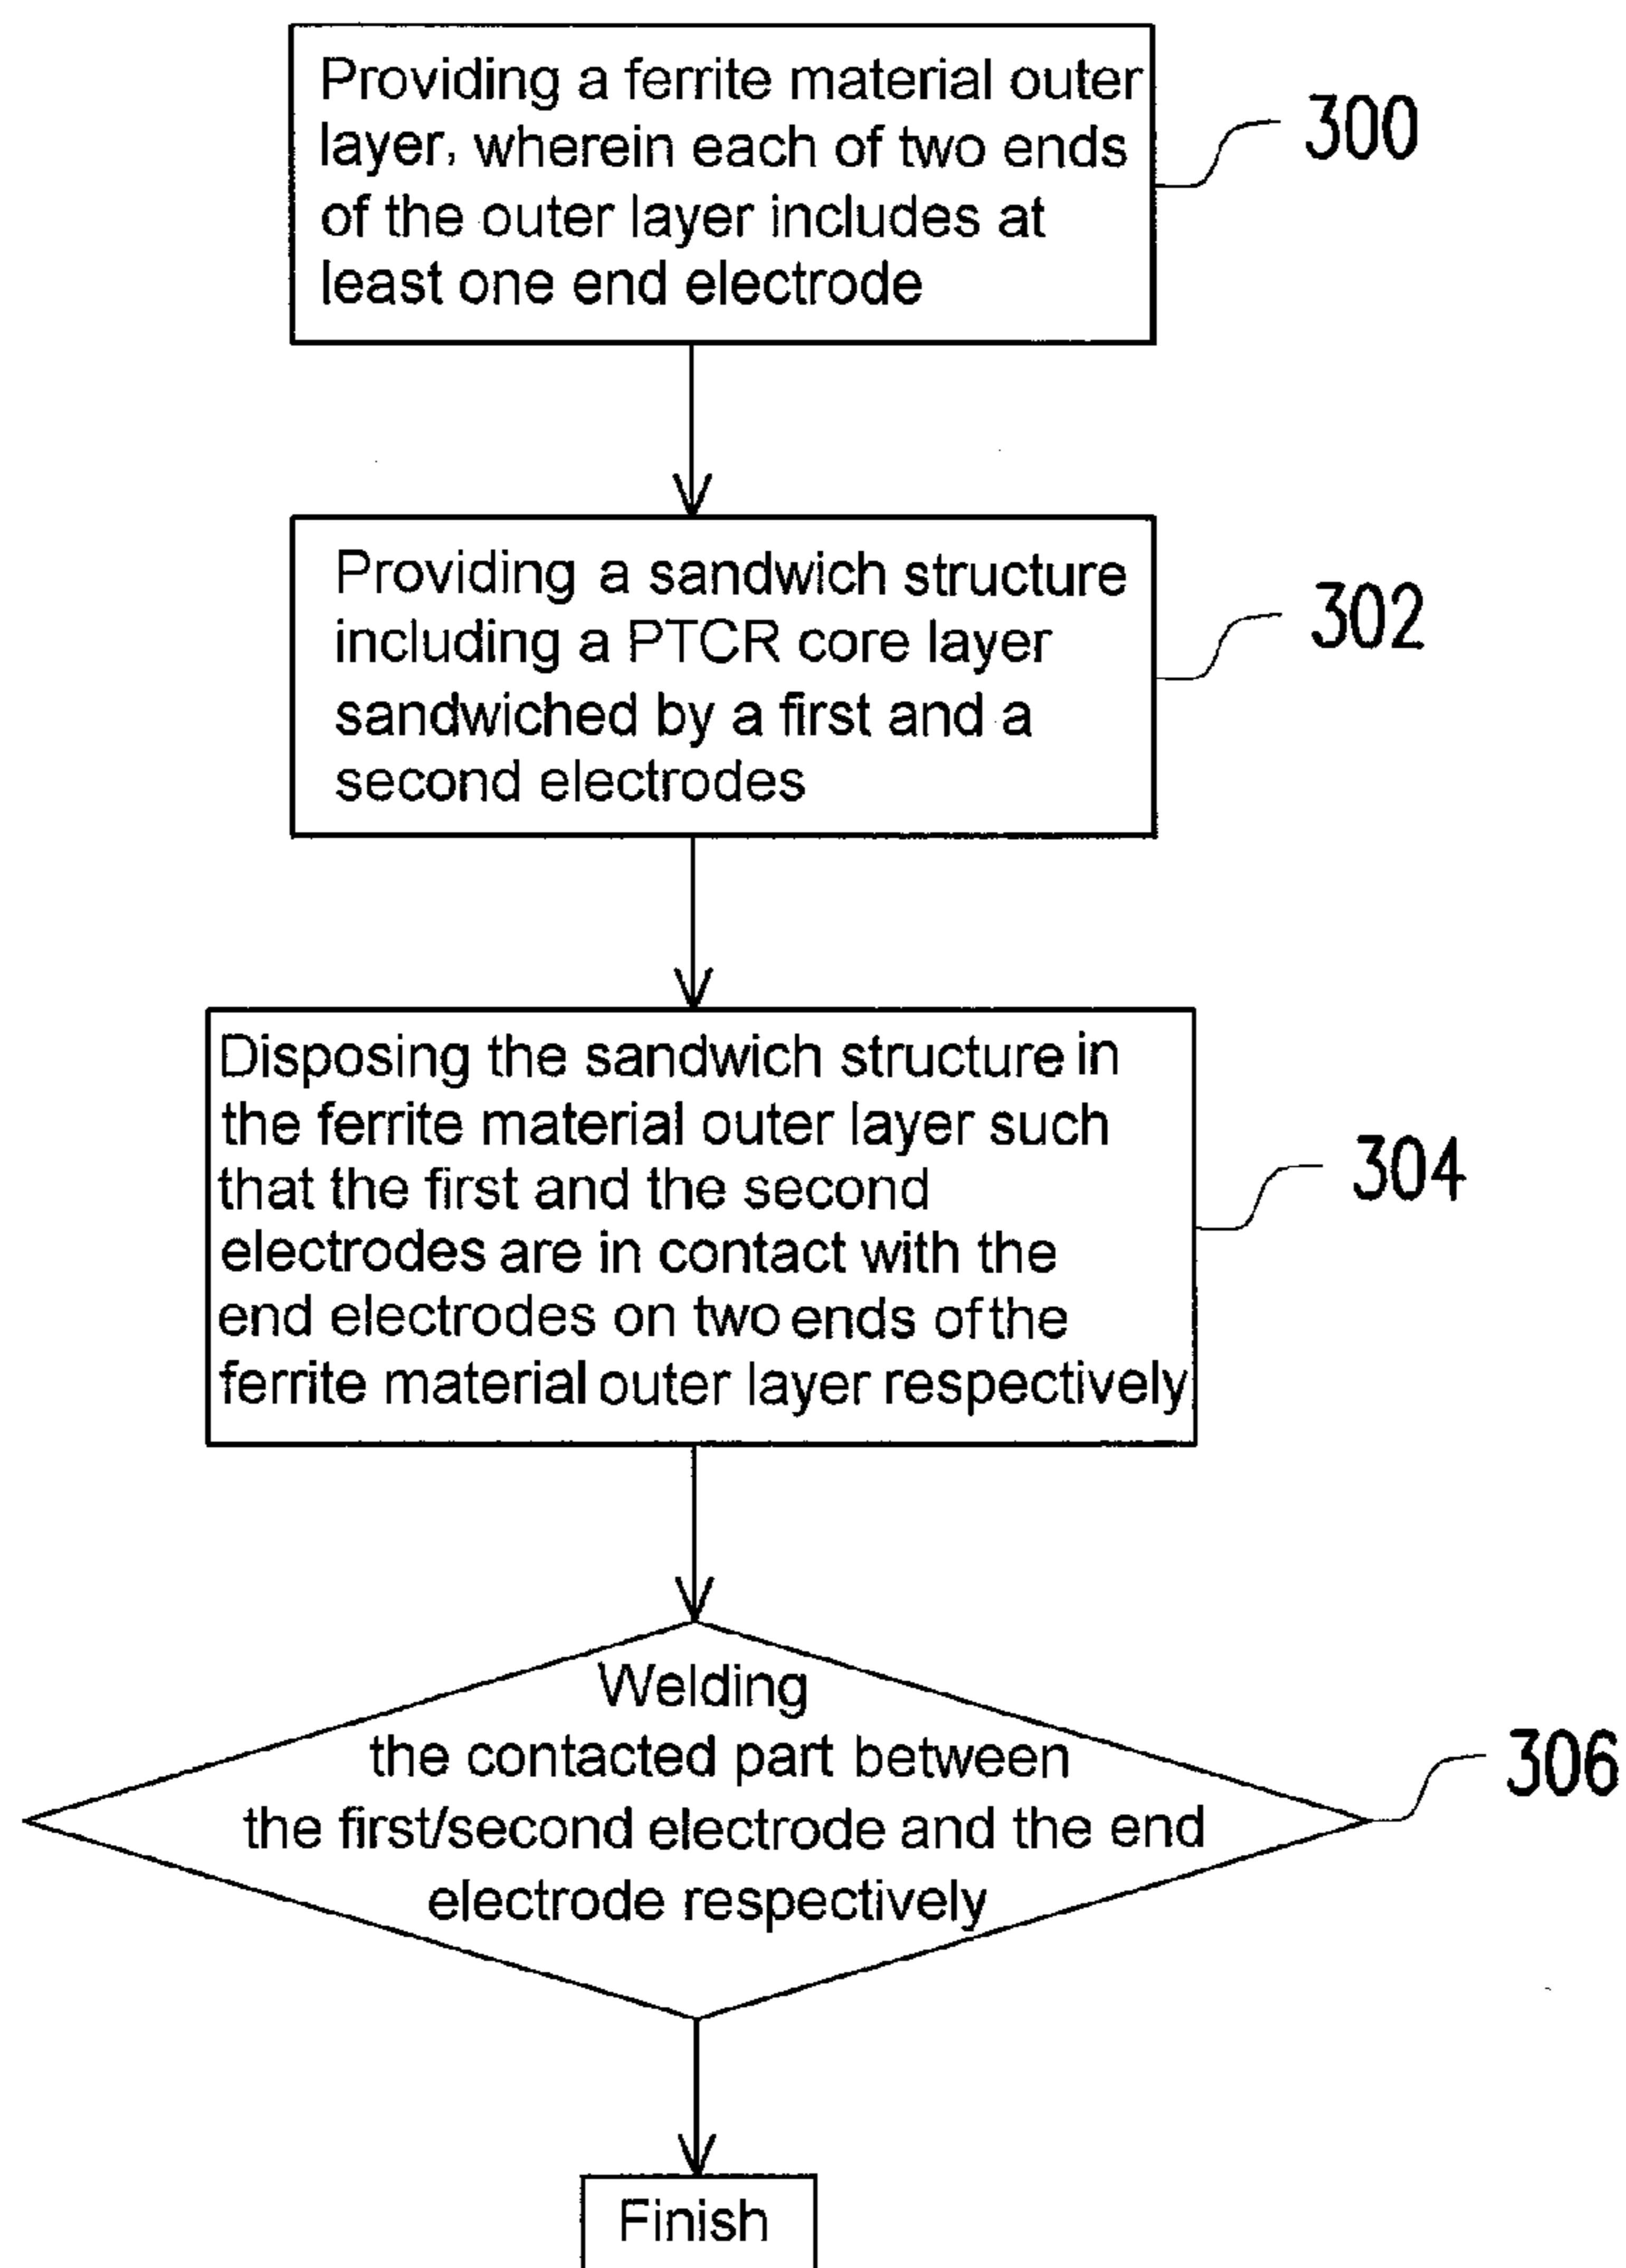 Providing a ferrite material outer
layer, wherein each of two ends
of the outer layer includes at
least one end electrode
300
Providing a sandwich structure
including a PTCR core layer
sandwiched by a first and a
second electrodes
302
Disposing the sandwich structure in
the ferrite material outer layer such
that the first and the second
electrodes are in contact with the
end electrodes on two ends of the
ferrite material outer layer respectively
304
Welding
the contacted part between
the first/second electrode and the end
electrode respectively
306
Finish